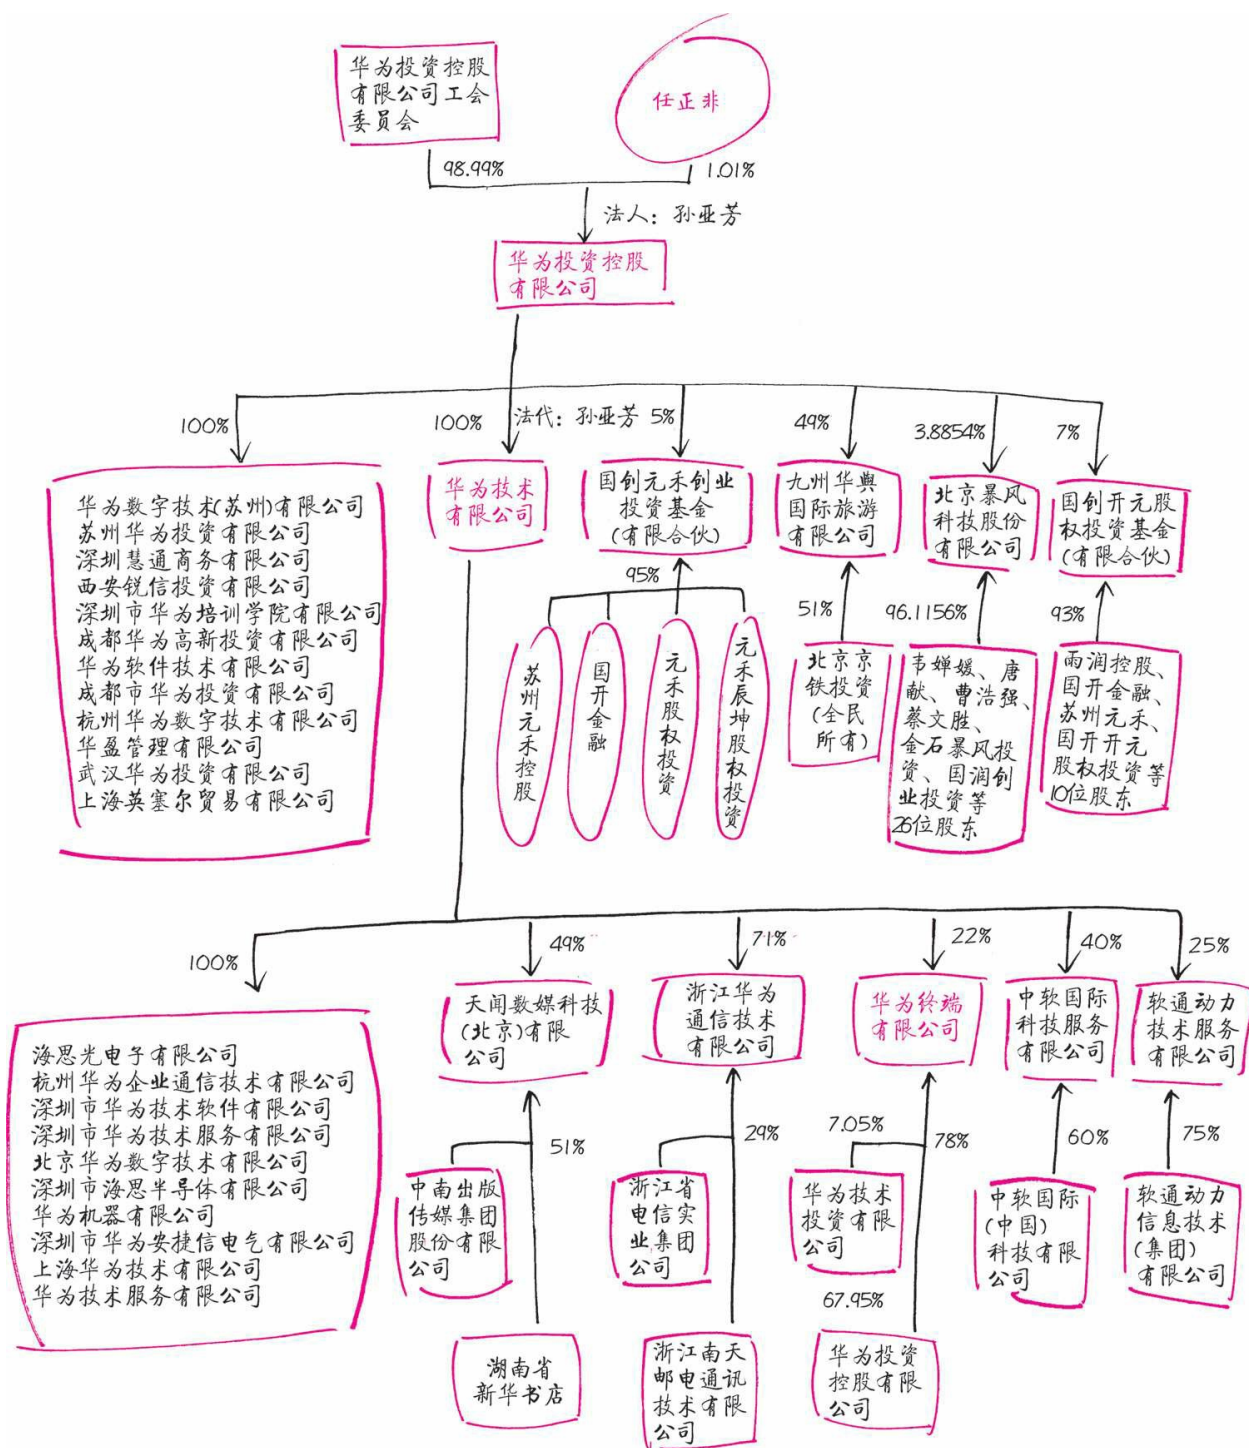 华为投资控股
有限公司工会
委员会
任正非
98.99%
1.01%
法人：孙亚芳
华为投资控股
有限公司
100%
100%
法代：孙亚芳
5%
49%
3.8854%
7%
华为数字技术(苏州)有限公司
苏州华为投资有限公司
深圳慧通商务有限公司
西安锐信投资有限公司
深圳市华为培训学院有限公司
成都华为高新投资有限公司
华为软件技术有限公司
成都市华为投资有限公司
杭州华为数字技术有限公司
华盈管理有限公司
武汉华为投资有限公司
上海英塞尔贸易有限公司
华为技术
有限公司
国创元禾创业
投资基金
(有限合伙)
九州华兴
国际旅游
有限公司
北京暴风
科技股份
有限公司
国创开元股
权投资基金
(有限合伙)
95%
51%
96.1156%
93%
苏州元禾控股
国开金融
元禾股权投资
元禾辰坤股权投资
北京京
铁投资
(全民
所有)
韦婵媛、唐
献、曹浩强、
蔡文胜、
金石暴风投
资、国润创
业投资等
26位股东
雨润控股、
国开金融、
苏州元禾、
国开开元
股权投资等
10位股东
100%
49%
71%
22%
40%
25%
海思光电子有限公司
杭州华为企业通信技术有限公司
深圳市华为技术软件有限公司
深圳市华为技术服务有限公司
北京华为数字技术有限公司
深圳市海思半导体有限公司
华为机器有限公司
深圳市华为安捷信电气有限公司
上海华为技术有限公司
华为技术服务有限公司
天闻数媒科技
(北京)有限
公司
浙江华为
通信技术
有限公司
华为终端
有限公司
中软国际
科技服务
有限公司
软通动力
技术服务
有限公司
51%
29%
7.05%
78%
60%
75%
中南出版
传媒集团
股份有限
公司
浙江省
电信实
业集团
公司
华为技术
投资有限
公司
中软国际
(中国)
科技有限
公司
软通动力
信息技术
(集团)
有限公司
67.95%
湖南省
新华书店
浙江南天
邮电通讯
技术有限
公司
华为投资
控股有限
公司